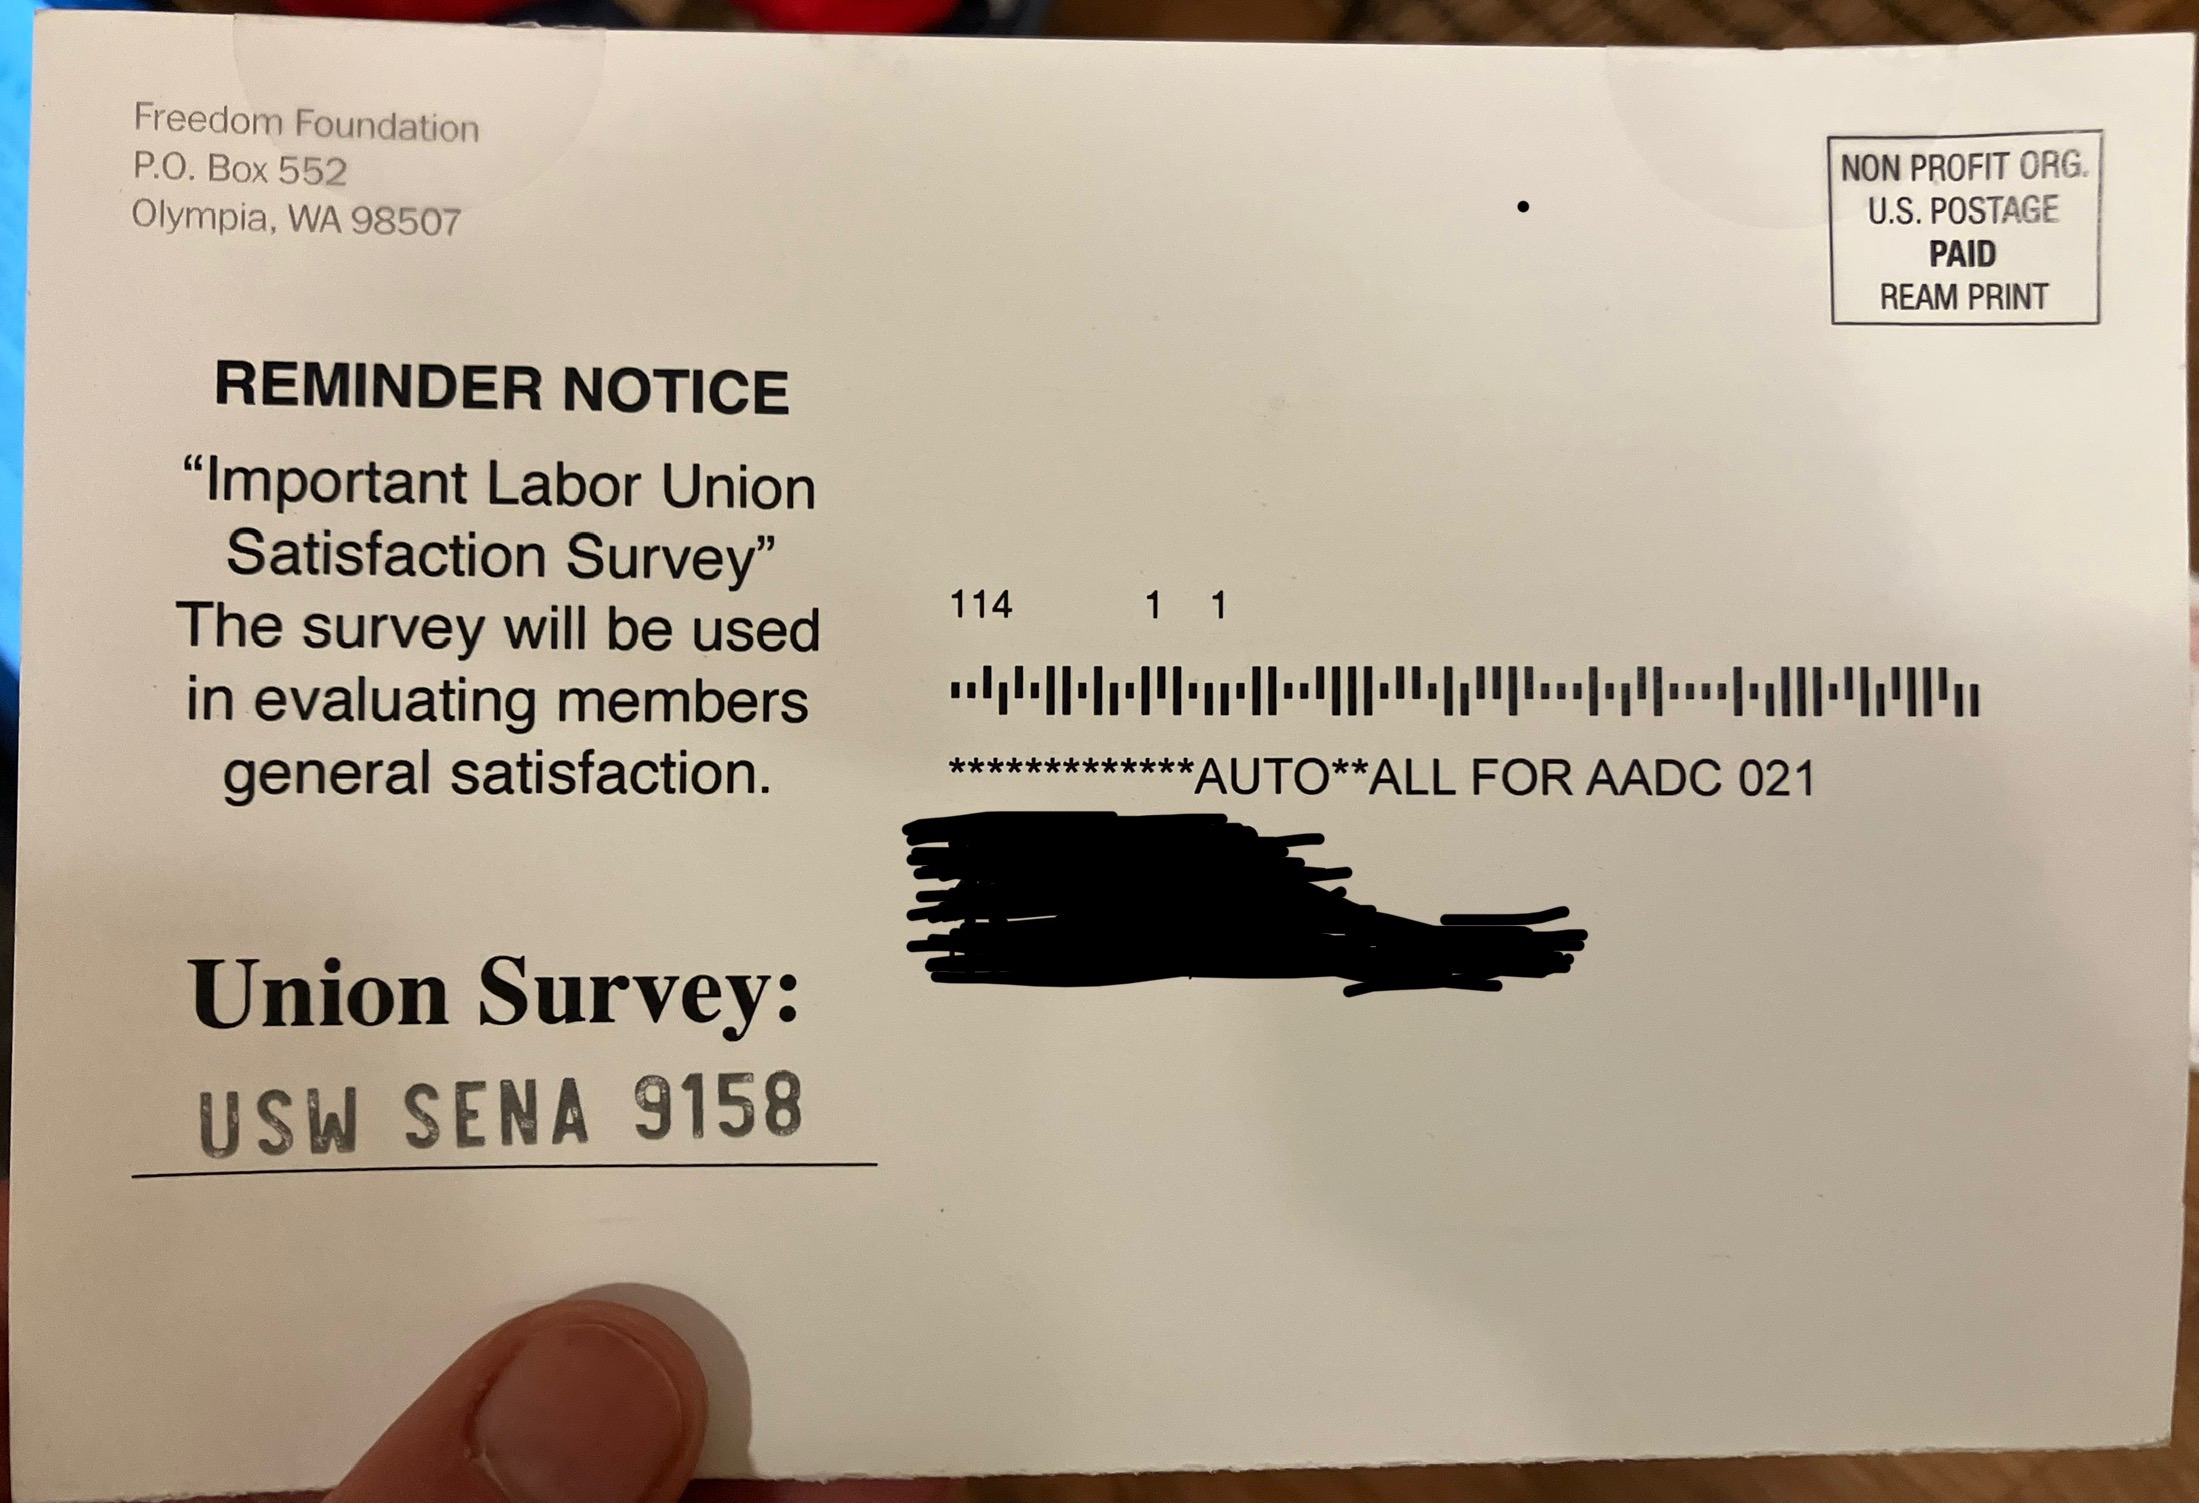 Freedom Foundation
P.O. Box 552
Olympia, WA 98507
NON PROFIT ORG.
U.S. POSTAGE
PAID
REAM PRINT
REMINDER NOTICE
“Important Labor Union
Satisfaction Survey”
The survey will be used
in evaluating members
general satisfaction.
Union Survey:
USW SENA 9158
114 1 1
*************AUTO**ALL FOR AADC 021